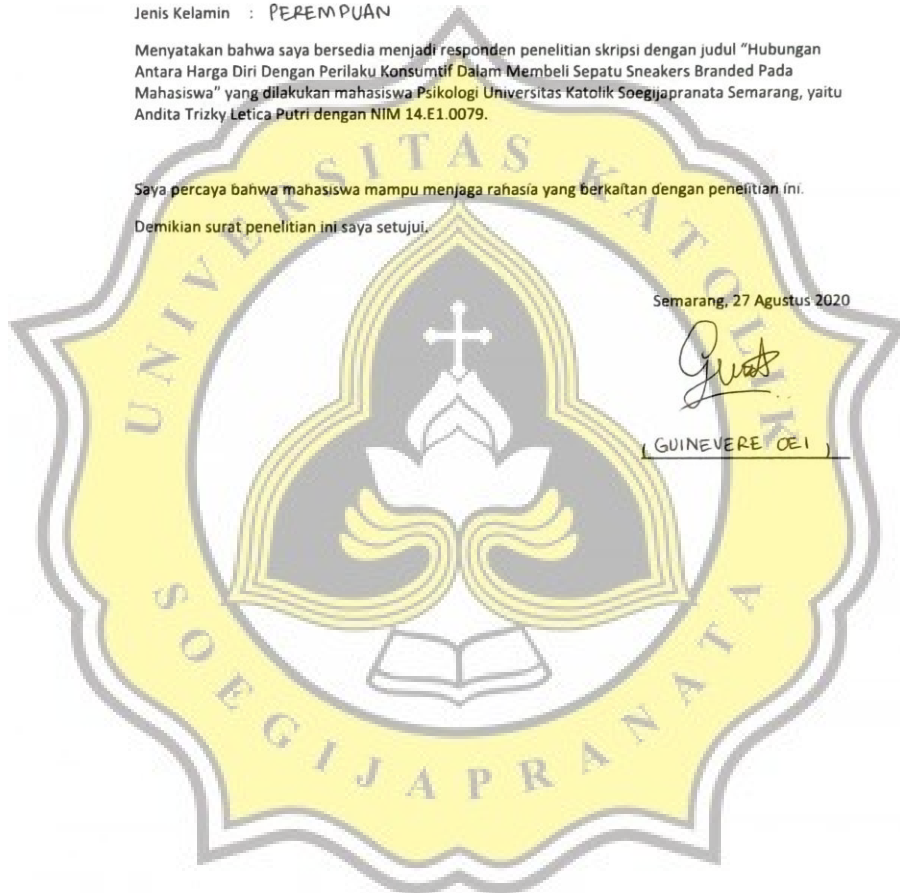 Jenis Kelamin : PEREMPUAN
Menyatakan bahwa saya bersedia menjadi responden penelitian skripsi dengan judul “Hubungan
Antara Harga Diri Dengan Perilaku Konsumtif Dalam Membeli Sepatu Sneakers Branded Pada
Mahasiswa” yang dilakukan mahasiswa Psikologi Universitas Katolik Soegijapranata Semarang, yaitu
Andita Trizky Letica Putri dengan NIM 14.E1.0079.
Saya percaya bahwa mahasiswa mampu menjaga rahasia yang berkaitan dengan penelitian ini.
Demikian surat penelitian ini saya setujui.
Semarang, 27 Agustus 2020
( GUINEVERE OEI )
UNIVERSITAS KATOLIK
SOEGIJAPRANATA